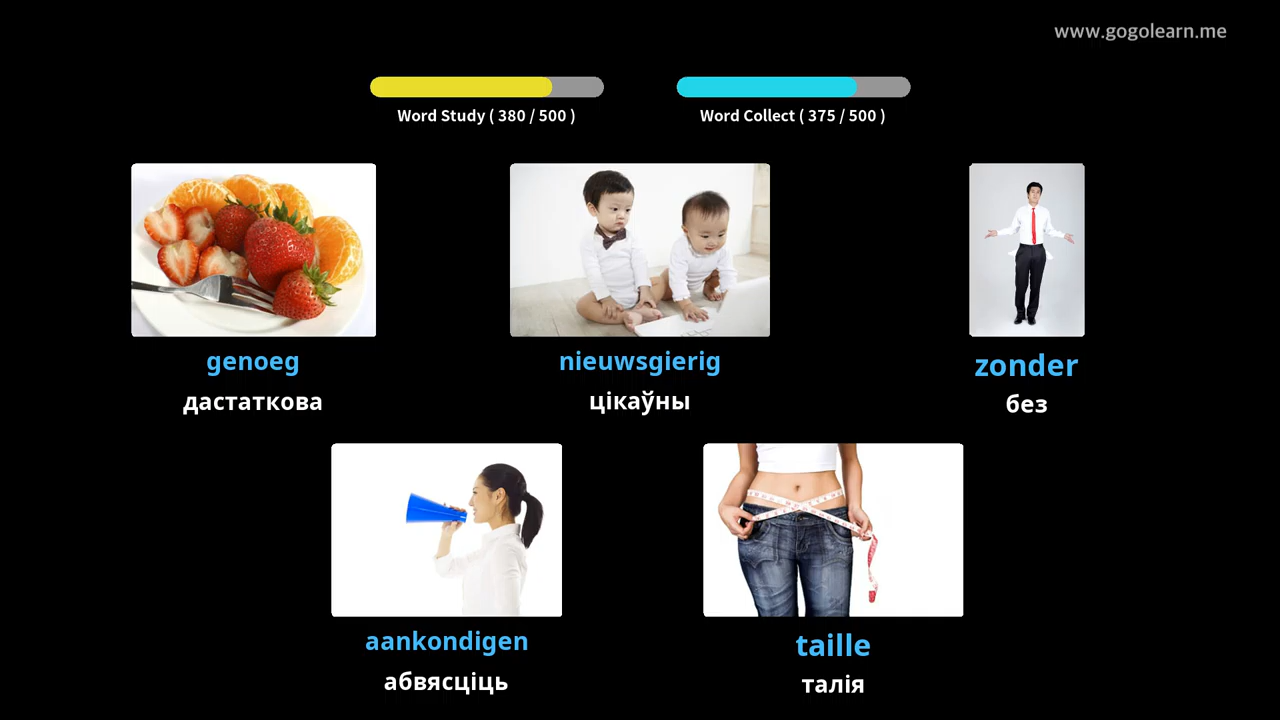 www.gogolearn.me
Word Study ( 380 / 500 )
Word Collect ( 375 / 500 )
genoeg
дастаткова
nieuwsgierig
цікаўны
zonder
без
aankondigen
абвясціць
taille
талія